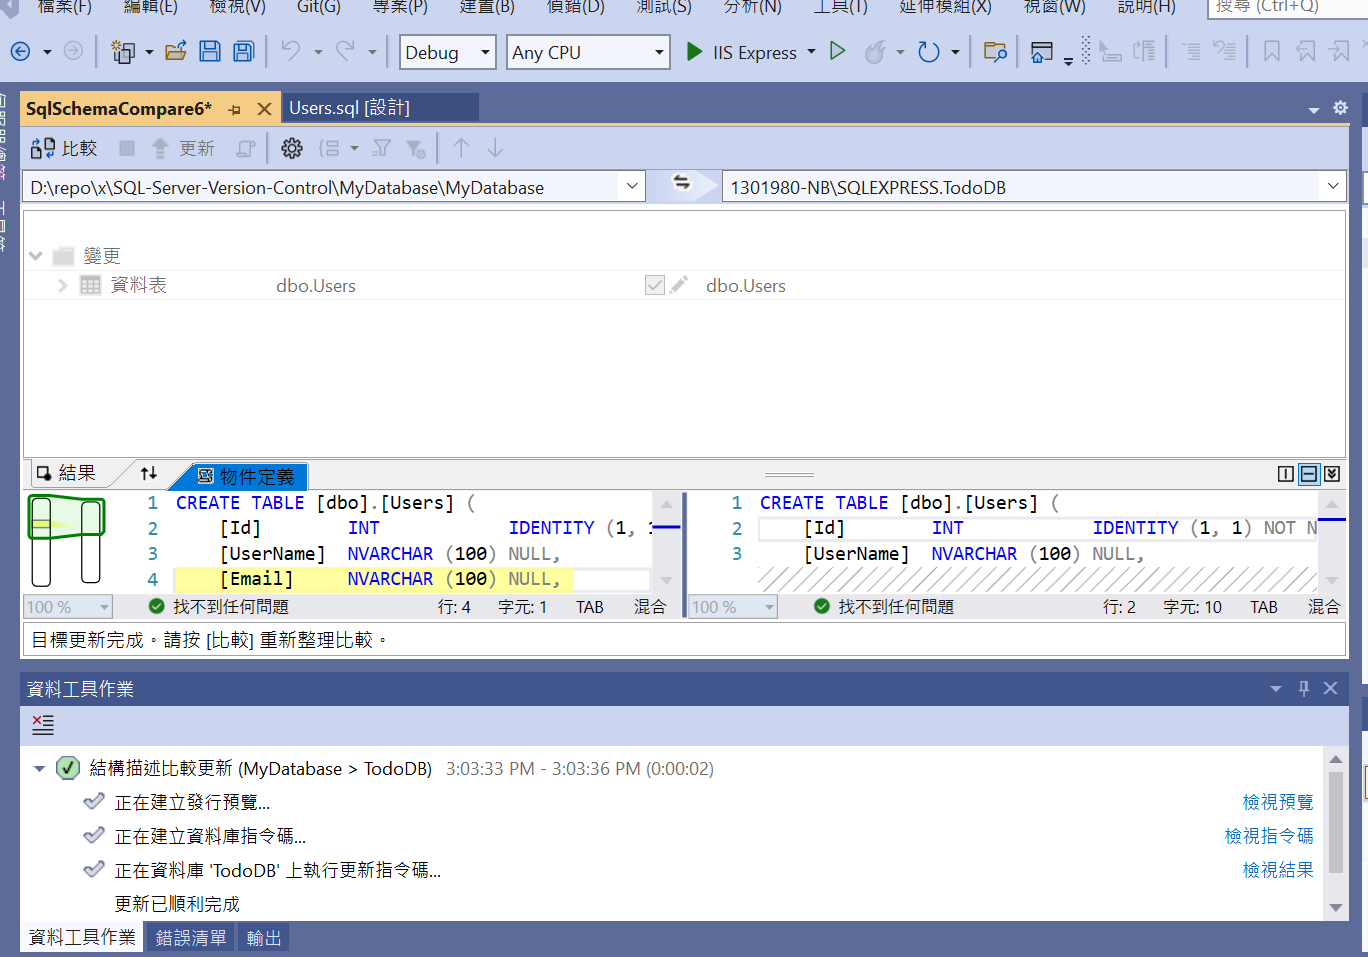 檔案(F) 編輯(E) 檢視(V) Git(G) 專案(P) 建置(B) 偵錯(D) 測試(S) 分析(N) 工具(T) 延伸模組(X) 視窗(W) 說明(H) 搜尋 (Ctrl+Q)
Debug Any CPU IIS Express
SqlSchemaCompare6* Users.sql [設計]
比較 更新
D:\repo\x\SQL-Server-Version-Control\MyDatabase\MyDatabase 1301980-NB\SQLEXPRESS.TodoDB
變更
資料表 dbo.Users dbo.Users
結果 物件定義
1 CREATE TABLE [dbo].[Users] (
2 [Id] INT IDENTITY (1, 1
3 [UserName] NVARCHAR (100) NULL,
4 [Email] NVARCHAR (100) NULL,
100 % 找不到任何問題 行: 4 字元: 1 TAB 混合
1 CREATE TABLE [dbo].[Users] (
2 [Id] INT IDENTITY (1, 1) NOT N
3 [UserName] NVARCHAR (100) NULL,
100 % 找不到任何問題 行: 2 字元: 10 TAB 混合
目標更新完成。請按 [比較] 重新整理比較。
資料工具作業
結構描述比較更新 (MyDatabase > TodoDB) 3:03:33 PM - 3:03:36 PM (0:00:02)
正在建立發行預覽... 檢視預覽
正在建立資料庫指令碼... 檢視指令碼
正在資料庫 'TodoDB' 上執行更新指令碼... 檢視結果
更新已順利完成
資料工具作業 錯誤清單 輸出